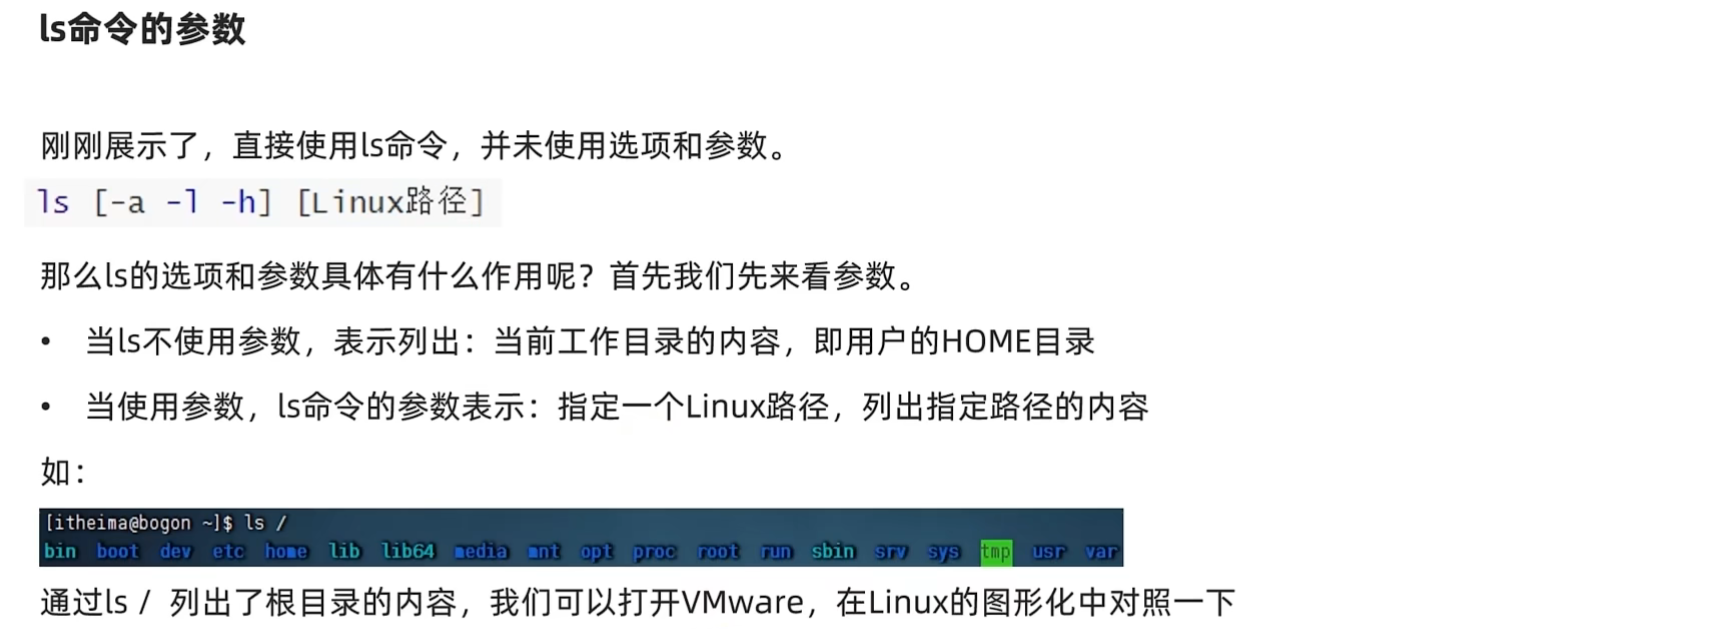 ls命令的参数
刚刚展示了，直接使用ls命令，并未使用选项和参数。
ls [-a -l -h] [Linux路径]
那么ls的选项和参数具体有什么作用呢？首先我们先来看参数。
• 当ls不使用参数，表示列出：当前工作目录的内容，即用户的HOME目录
• 当使用参数，ls命令的参数表示：指定一个Linux路径，列出指定路径的内容
如：
[itheima@bogon ~]$ ls /
bin boot dev etc home lib lib64 media mnt opt proc root run sbin srv sys tmp usr var
通过ls / 列出了根目录的内容，我们可以打开VMware，在Linux的图形化中对照一下